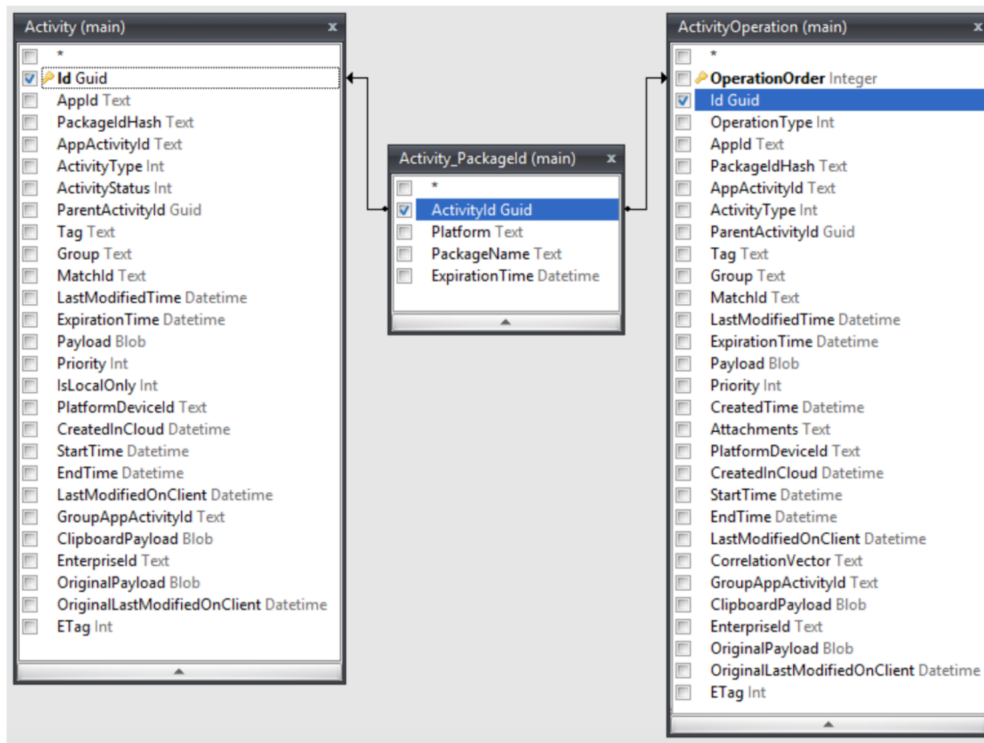 Activity (main) x
*
Id Guid
AppId Text
PackageIdHash Text
AppActivityId Text
ActivityType Int
ActivityStatus Int
ParentActivityId Guid
Tag Text
Group Text
MatchId Text
LastModifiedTime Datetime
ExpirationTime Datetime
Payload Blob
Priority Int
IsLocalOnly Int
PlatformDeviceId Text
CreatedInCloud Datetime
StartTime Datetime
EndTime Datetime
LastModifiedOnClient Datetime
GroupAppActivityId Text
ClipboardPayload Blob
EnterpriseId Text
OriginalPayload Blob
OriginalLastModifiedOnClient Datetime
ETag Int
Activity_PackageId (main) x
*
ActivityId Guid
Platform Text
PackageName Text
ExpirationTime Datetime
ActivityOperation (main) x
*
OperationOrder Integer
Id Guid
OperationType Int
AppId Text
PackageIdHash Text
AppActivityId Text
ActivityType Int
ParentActivityId Guid
Tag Text
Group Text
MatchId Text
LastModifiedTime Datetime
ExpirationTime Datetime
Payload Blob
Priority Int
CreatedTime Datetime
Attachments Text
PlatformDeviceId Text
CreatedInCloud Datetime
StartTime Datetime
EndTime Datetime
LastModifiedOnClient Datetime
CorrelationVector Text
GroupAppActivityId Text
ClipboardPayload Blob
EnterpriseId Text
OriginalPayload Blob
OriginalLastModifiedOnClient Datetime
ETag Int